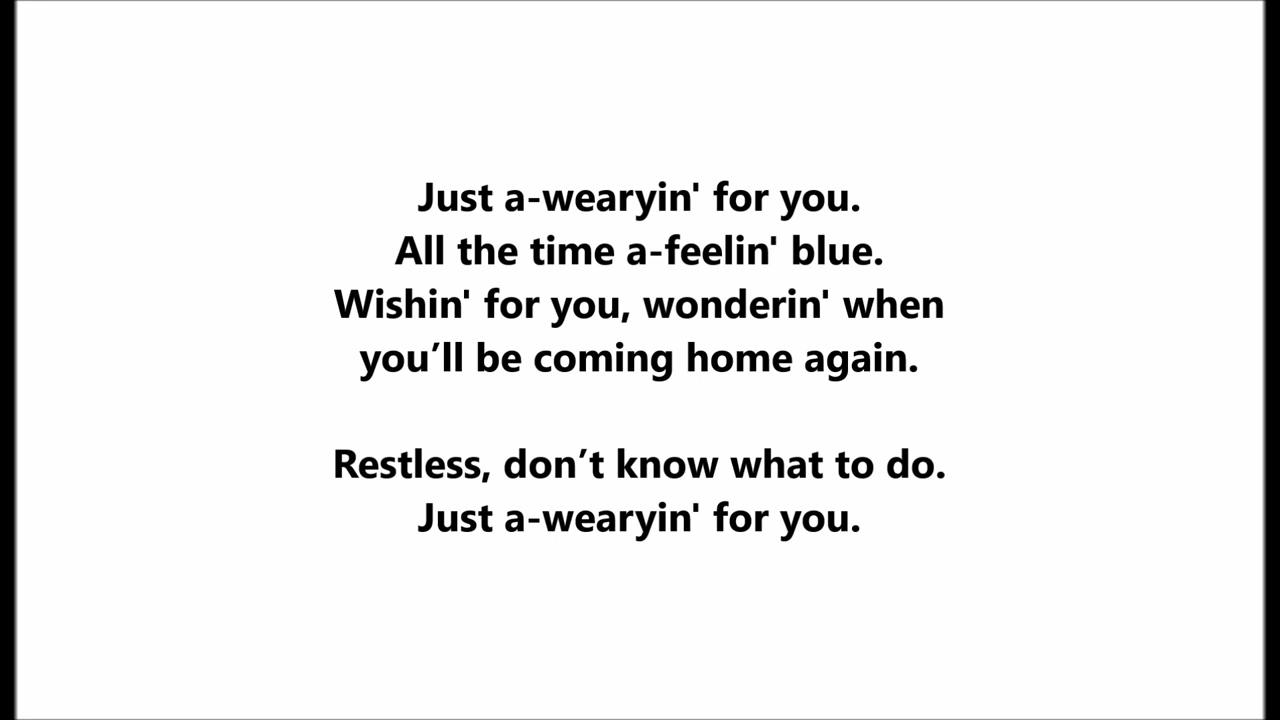 Just a-wearyin' for you.
All the time a-feelin' blue.
Wishin' for you, wonderin' when
you’ll be coming home again.
Restless, don’t know what to do.
Just a-wearyin' for you.